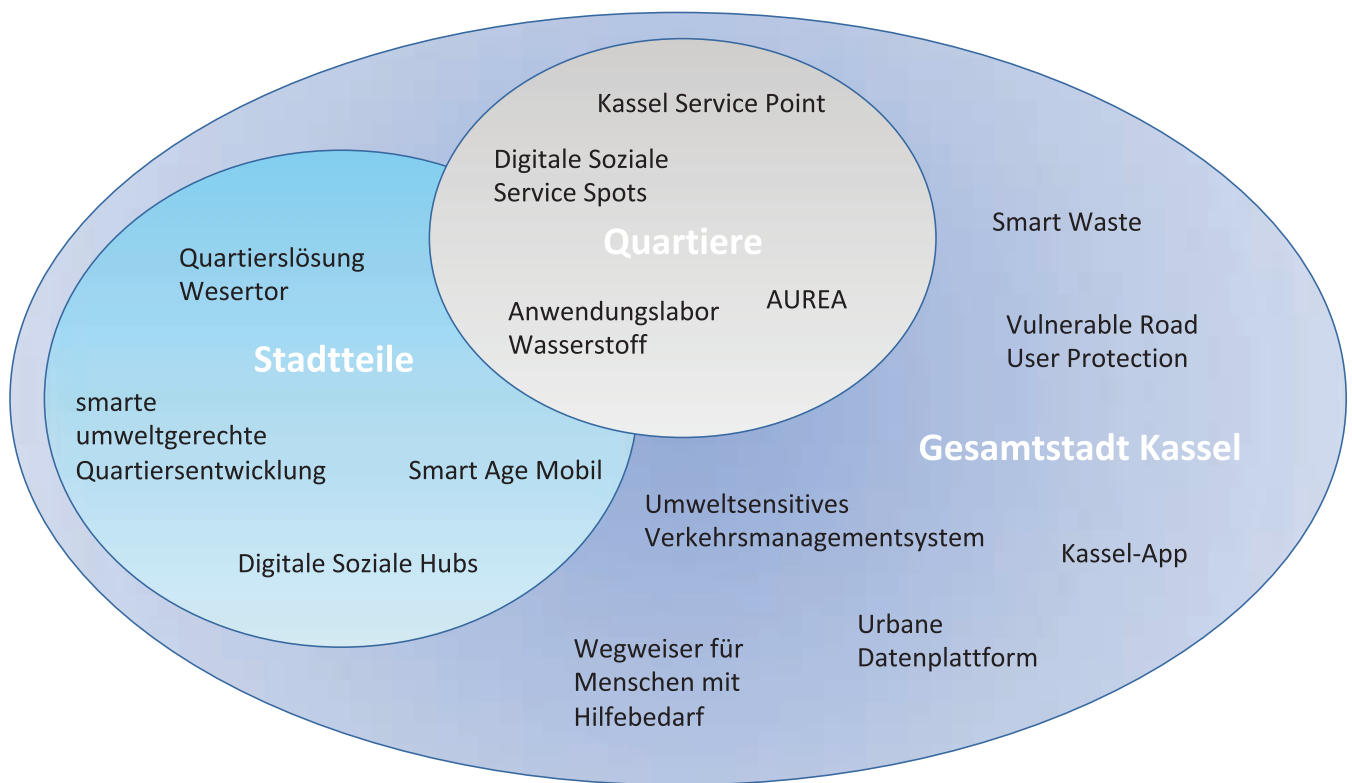 Kassel Service Point
Digitale Soziale
Service Spots
Quartiere
Anwendungslabor
Wasserstoff
AUREA
Quartierslösung
Wesertor
Stadtteile
smarte
umweltgerechte
Quartiersentwicklung
Smart Age Mobil
Digitale Soziale Hubs
Smart Waste
Vulnerable Road
User Protection
Gesamtstadt Kassel
Umweltsensitives
Verkehrsmanagementsystem
Kassel-App
Urbane
Datenplattform
Wegweiser für
Menschen mit
Hilfebedarf